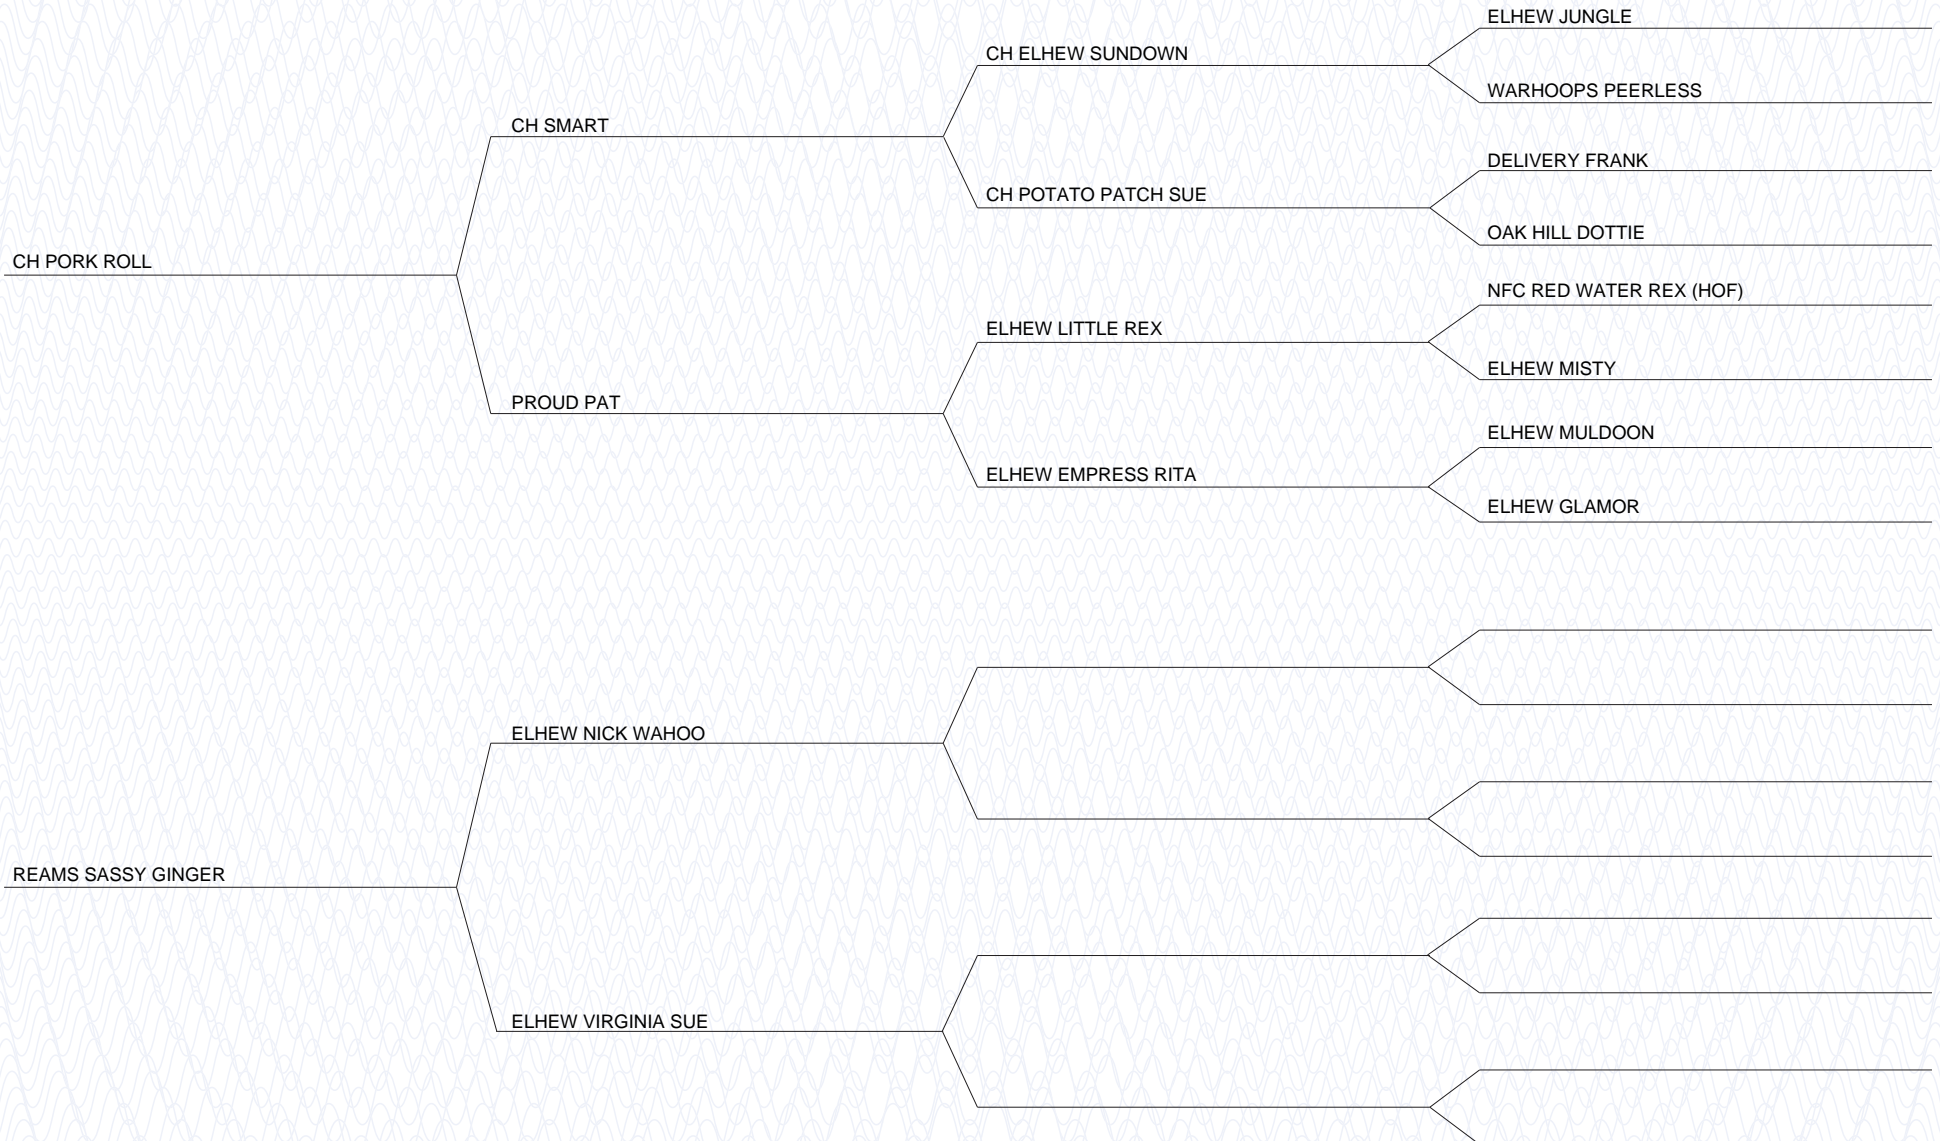 ELHEW JUNGLE
CH ELHEW SUNDOWN
WARHOOPS PEERLESS
CH SMART
DELIVERY FRANK
CH POTATO PATCH SUE
OAK HILL DOTTIE
CH PORK ROLL
NFC RED WATER REX (HOF)
ELHEW LITTLE REX
ELHEW MISTY
PROUD PAT
ELHEW MULDOON
ELHEW EMPRESS RITA
ELHEW GLAMOR
ELHEW NICK WAHOO
REAMS SASSY GINGER
ELHEW VIRGINIA SUE